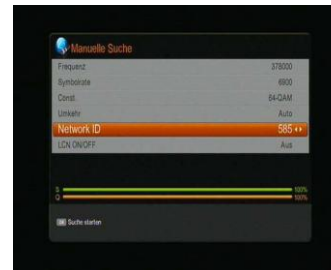 Manuelle Suche
Frequenz 378000
Symbolrate 6900
Const. 64-QAM
Umkehr Auto
Network ID 585
LCN ON/OFF Aus
S 100%
Q 100%
OK Suche starten